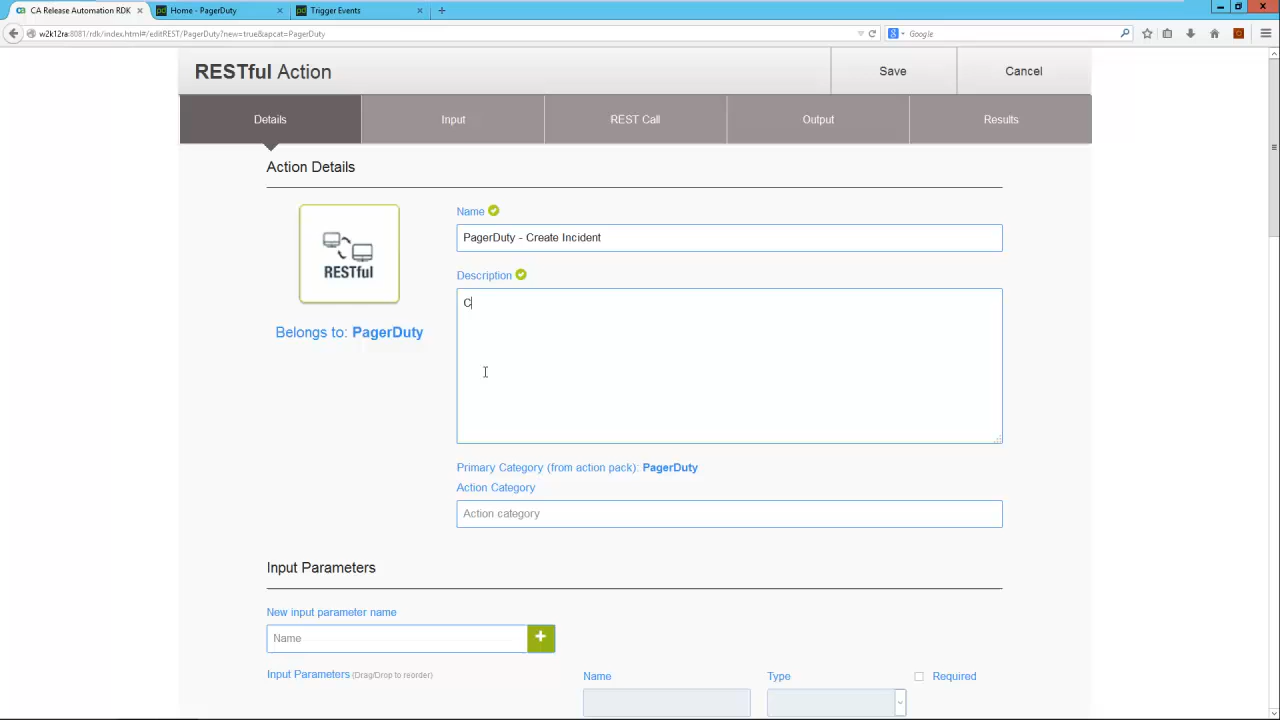 CA Release Automation RDK
Home - PagerDuty
Trigger Events
w2k12ra:8081/rdk/index.html#/editREST/PagerDuty?new=true&apcat=PagerDuty
Google
RESTful Action
Save
Cancel
Details
Input
REST Call
Output
Results
Action Details
RESTful
Belongs to: PagerDuty
Name
PagerDuty - Create Incident
Description
C
Primary Category (from action pack): PagerDuty
Action Category
Action category
Input Parameters
New input parameter name
Name
Input Parameters (Drag/Drop to reorder)
Name
Type
Required